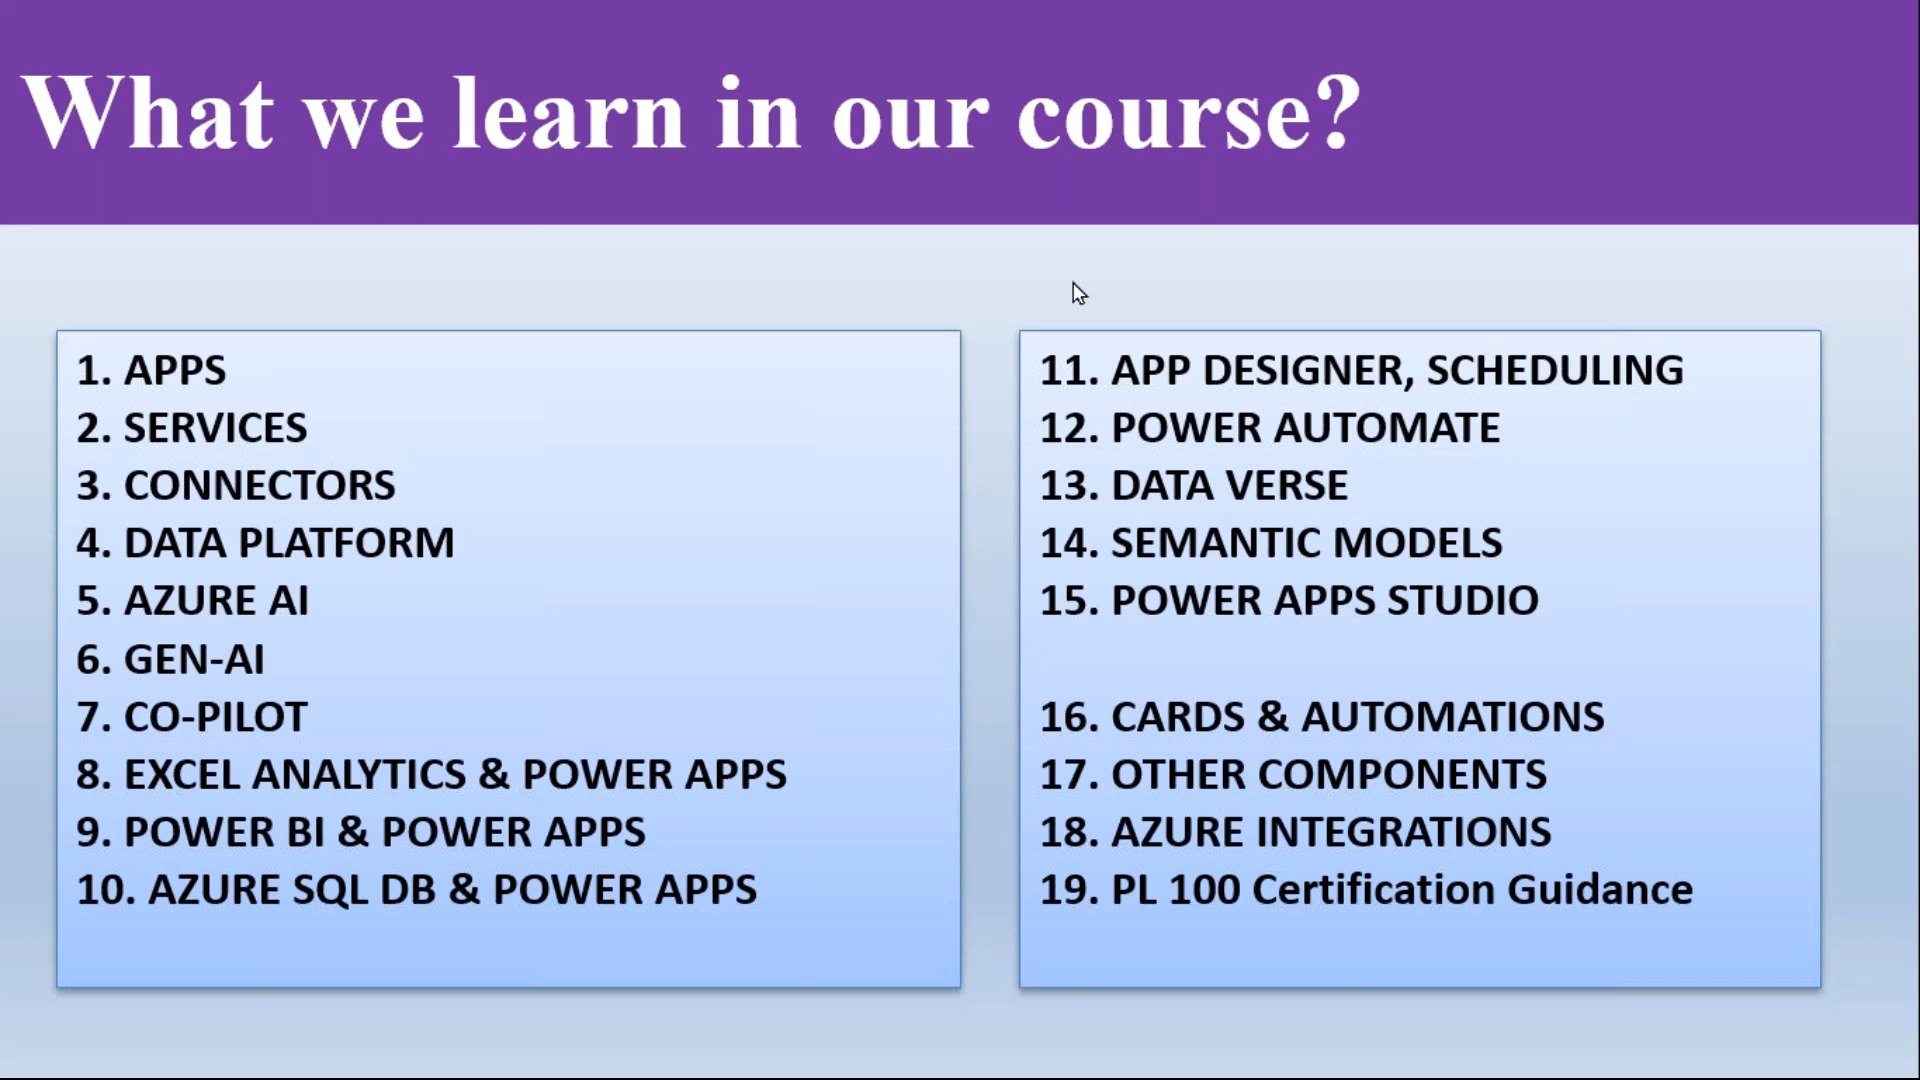 What we learn in our course?
1. APPS
2. SERVICES
3. CONNECTORS
4. DATA PLATFORM
5. AZURE AI
6. GEN-AI
7. CO-PILOT
8. EXCEL ANALYTICS & POWER APPS
9. POWER BI & POWER APPS
10. AZURE SQL DB & POWER APPS
11. APP DESIGNER, SCHEDULING
12. POWER AUTOMATE
13. DATA VERSE
14. SEMANTIC MODELS
15. POWER APPS STUDIO
16. CARDS & AUTOMATIONS
17. OTHER COMPONENTS
18. AZURE INTEGRATIONS
19. PL 100 Certification Guidance